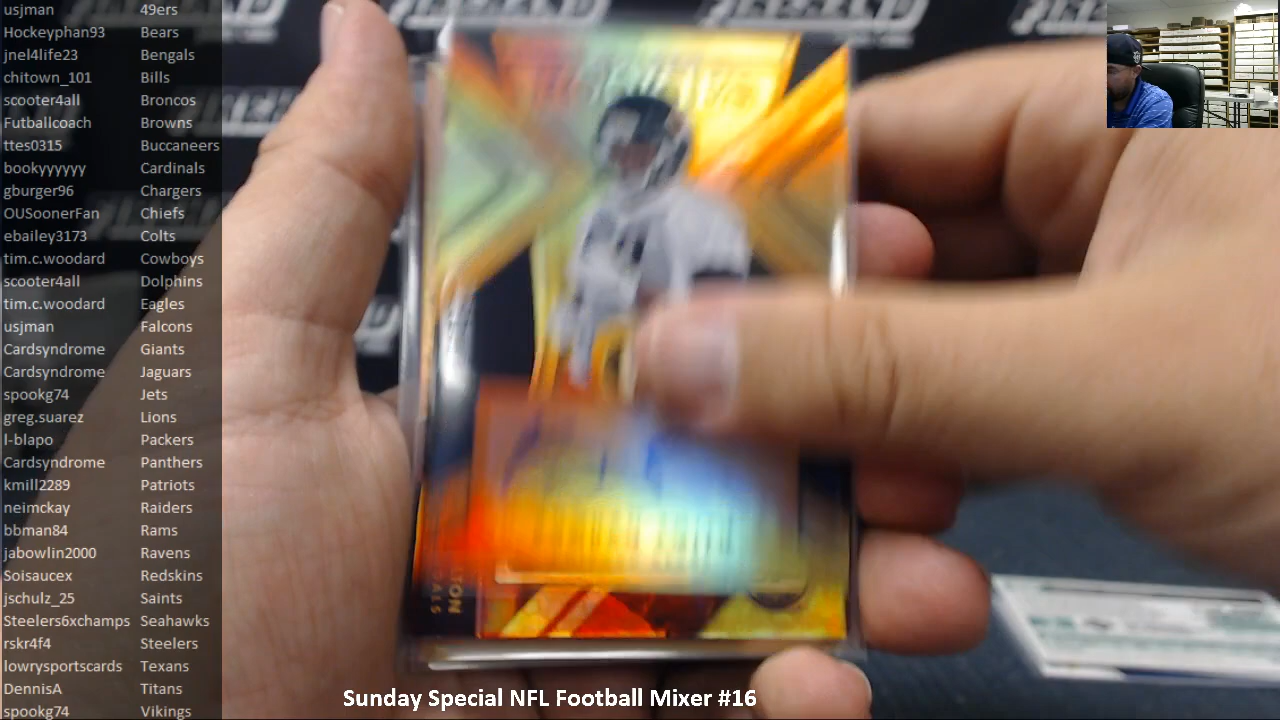 usjman 49ers
Hockeyphan93 Bears
jnel4life23 Bengals
chitown_101 Bills
scooter4all Broncos
Futballcoach Browns
ttes0315 Buccaneers
bookyyyyyy Cardinals
gburger96 Chargers
OUSoonerFan Chiefs
ebailey3173 Colts
tim.c.woodard Cowboys
scooter4all Dolphins
tim.c.woodard Eagles
usjman Falcons
Cardsyndrome Giants
Cardsyndrome Jaguars
spookg74 Jets
greg.suarez Lions
l-blapo Packers
Cardsyndrome Panthers
kmill2289 Patriots
neimckay Raiders
bbman84 Rams
jabowlin2000 Ravens
Soisaucex Redskins
jschulz_25 Saints
Steelers6xchamps Seahawks
rskr4f4 Steelers
lowrysportscards Texans
DennisA Titans
spookg74 Vikings
Sunday Special NFL Football Mixer #16